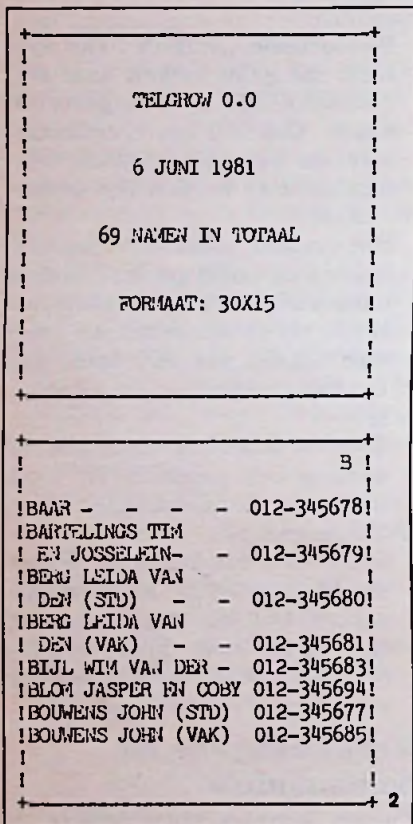 +------------------------------+
TELGROW 0.0
6 JUNI 1981
69 NAMEN IN TOTAAL
FORMAAT: 30X15
+------------------------------+
+------------------------------+
! B !
!BAAR - - - - 012-345678!
!BARTELINGS TIM !
! EN JOSSELEIN- - 012-345679!
!BERG LEIDA VAN !
! DEN (STD) - - 012-345680!
!BERG LEIDA VAN !
! DEN (VAK) - - 012-345681!
!BIJL WIM VAN DER - 012-345683!
!BLOM JASPER EN COBY 012-345694!
!BOUWENS JOHN (STD) 012-345677!
!BOUWENS JOHN (VAK) 012-345685!
+------------------------------+ 2